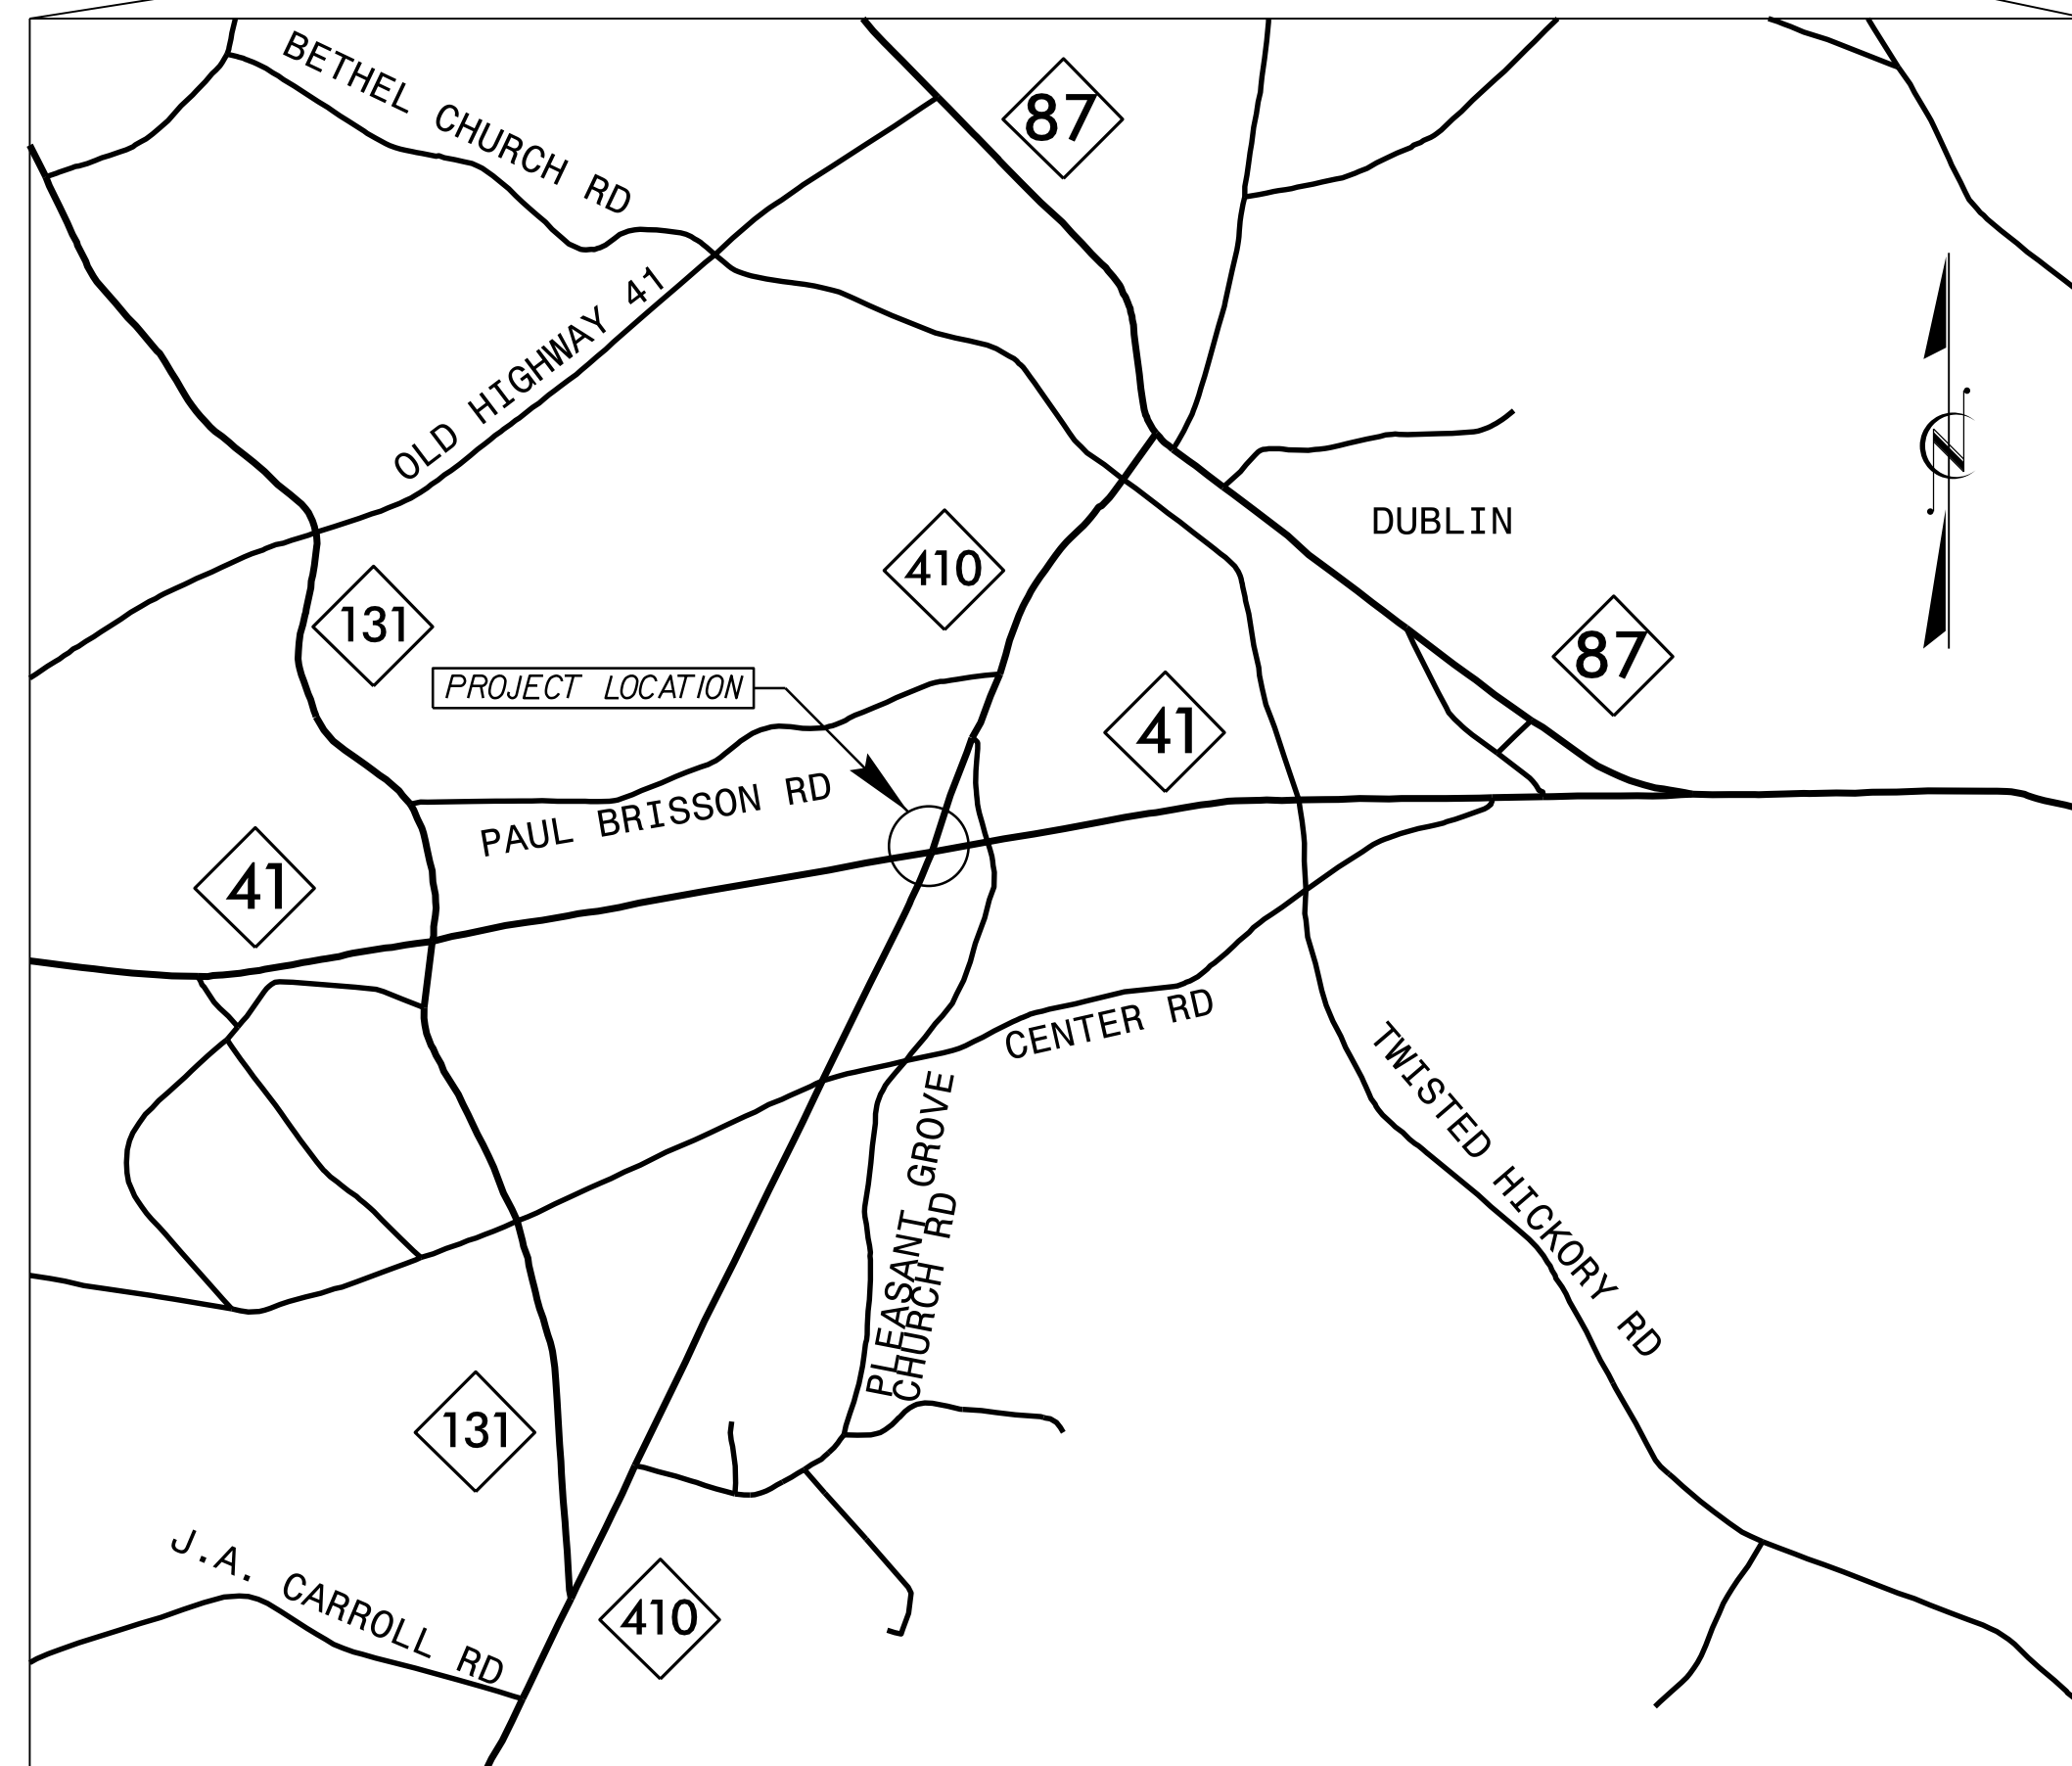 BETHEL CHURCH RD
87
OLD HIGHWAY 41
DUBLIN
N
410
131
87
PROJECT LOCATION
41
PAUL BRISSON RD
41
CENTER RD
TWISTED HICKORY RD
PLEASANT GROVE
CHURCH RD
131
J.A. CARROLL RD
410